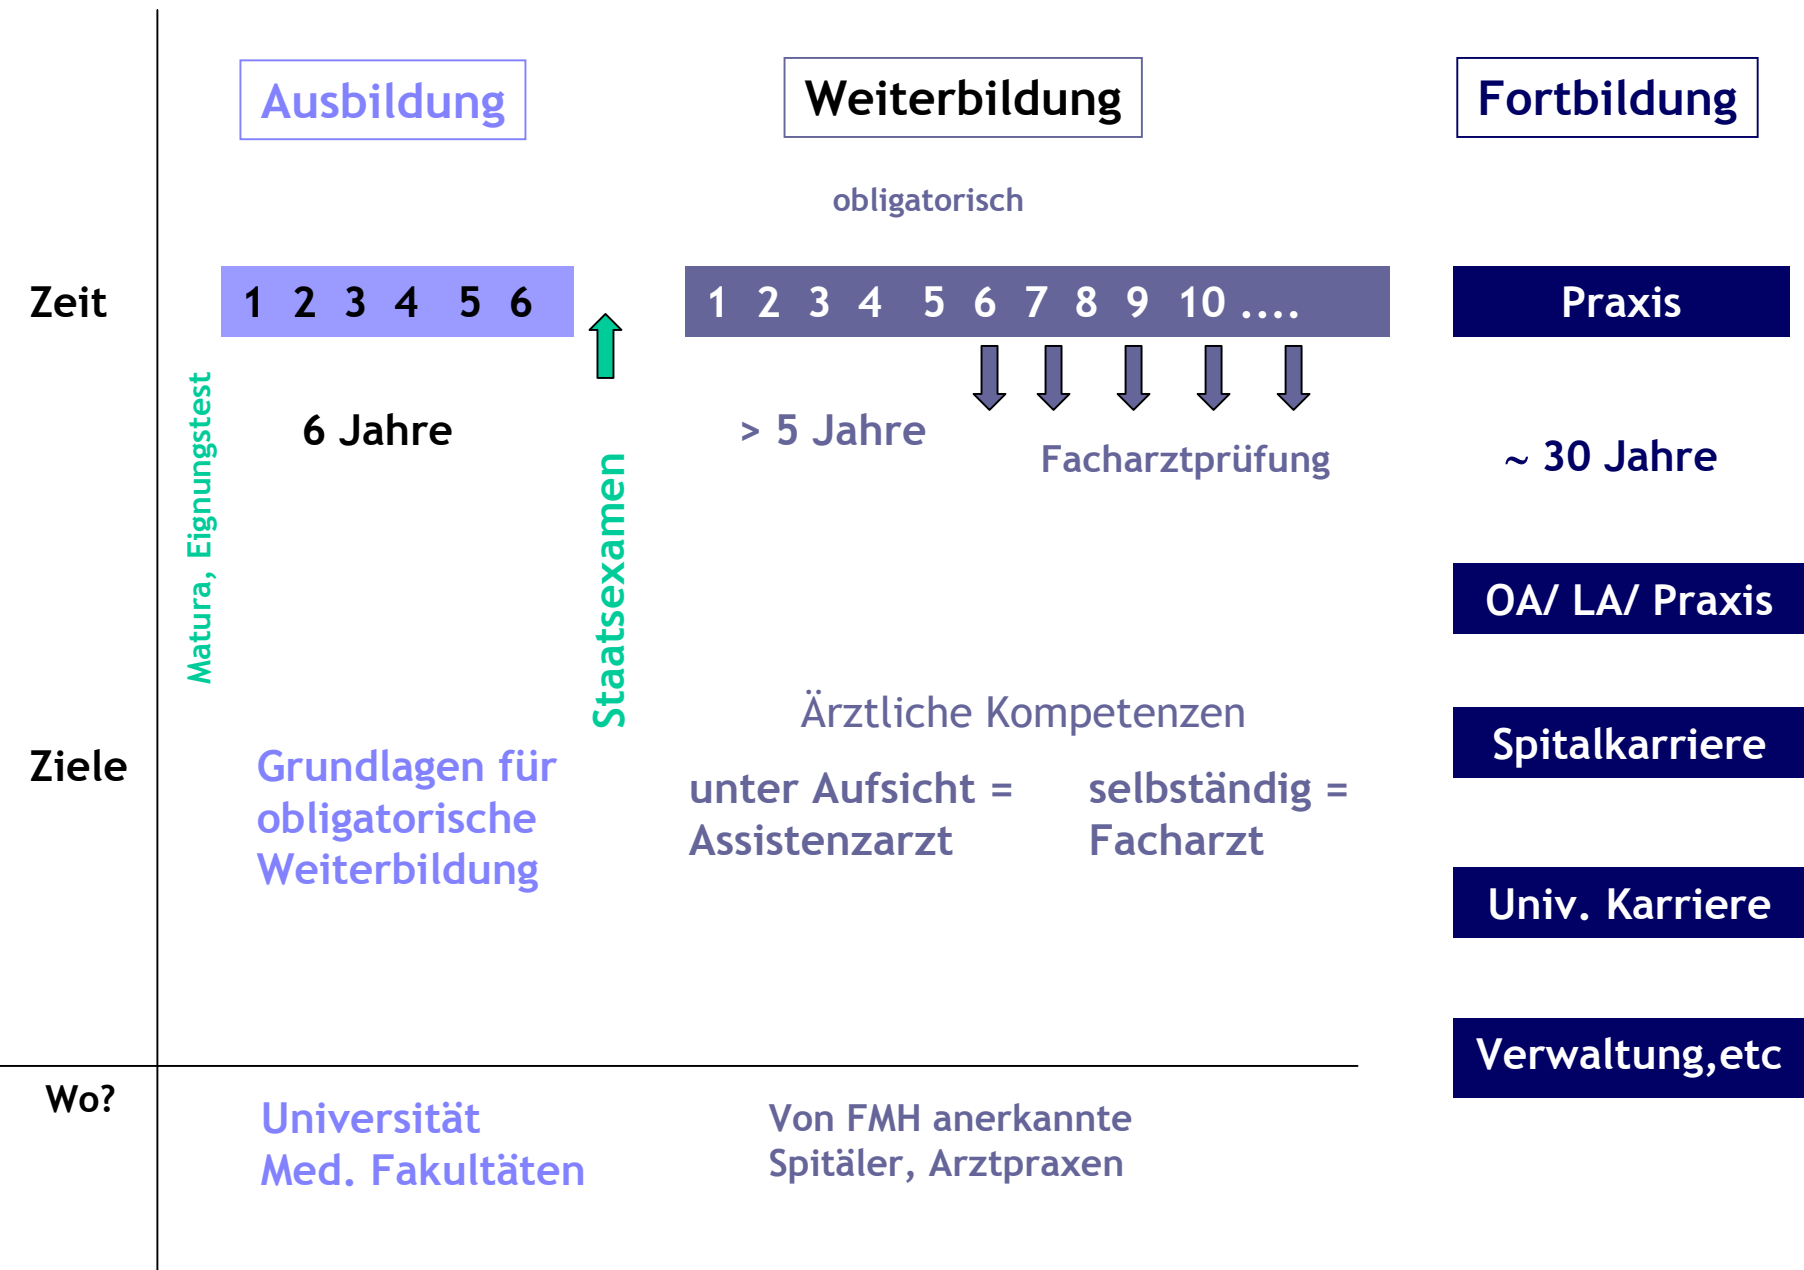 Ausbildung
Weiterbildung
Fortbildung
obligatorisch
Zeit
1 2 3 4 5 6
1 2 3 4 5 6 7 8 9 10 ....
Praxis
Matura, Eignungstest
6 Jahre
Staatsexamen
> 5 Jahre
Facharztprüfung
~ 30 Jahre
OA/ LA/ Praxis
Spitalkarriere
Univ. Karriere
Verwaltung,etc
Ziele
Grundlagen für
obligatorische
Weiterbildung
Ärztliche Kompetenzen
unter Aufsicht =
Assistenzarzt
selbständig =
Facharzt
Wo?
Universität
Med. Fakultäten
Von FMH anerkannte
Spitäler, Arztpraxen